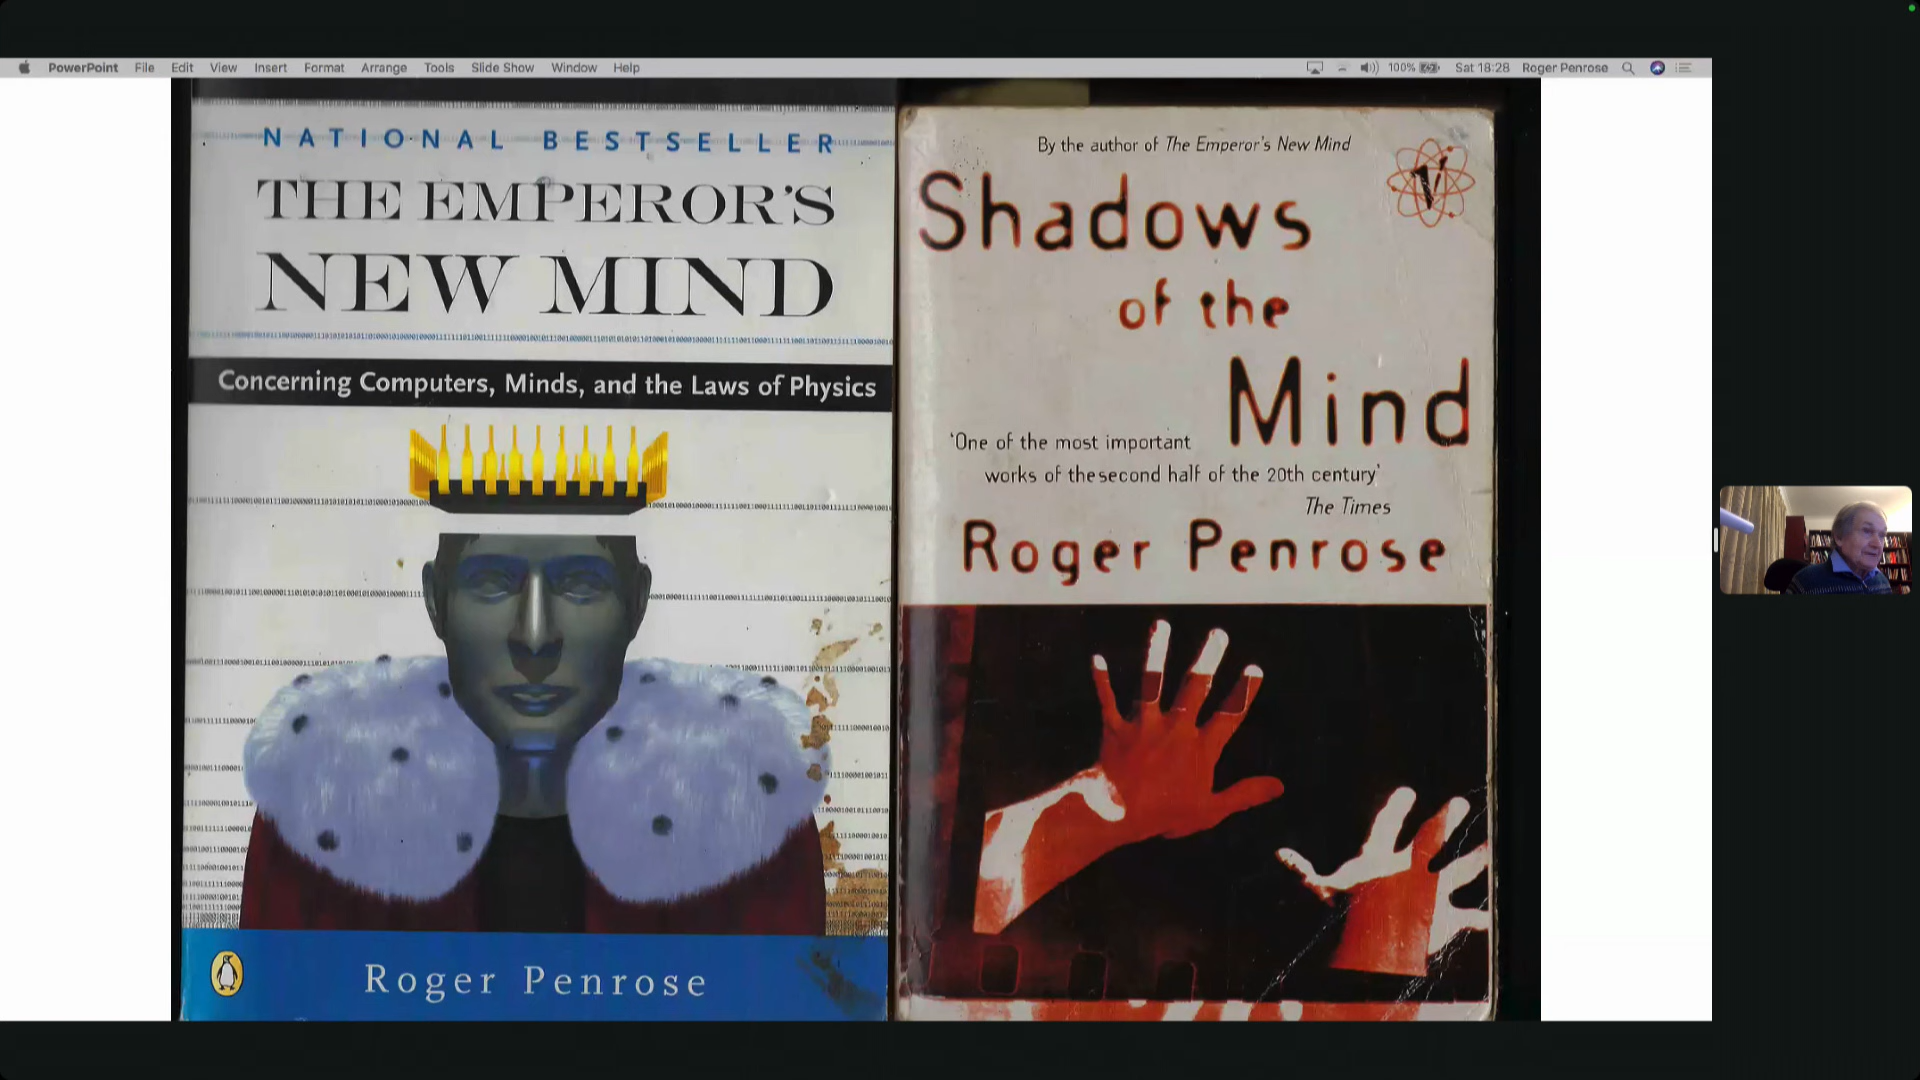 PowerPoint File Edit View Insert Format Arrange Tools Slide Show Window Help
100% Sat 18:28 Roger Penrose
NATIONAL BESTSELLER
THE EMPEROR'S
NEW MIND
Concerning Computers, Minds, and the Laws of Physics
Roger Penrose
By the author of The Emperor's New Mind
V
Shadows
of the
Mind
'One of the most important
works of the second half of the 20th century'
The Times
Roger Penrose